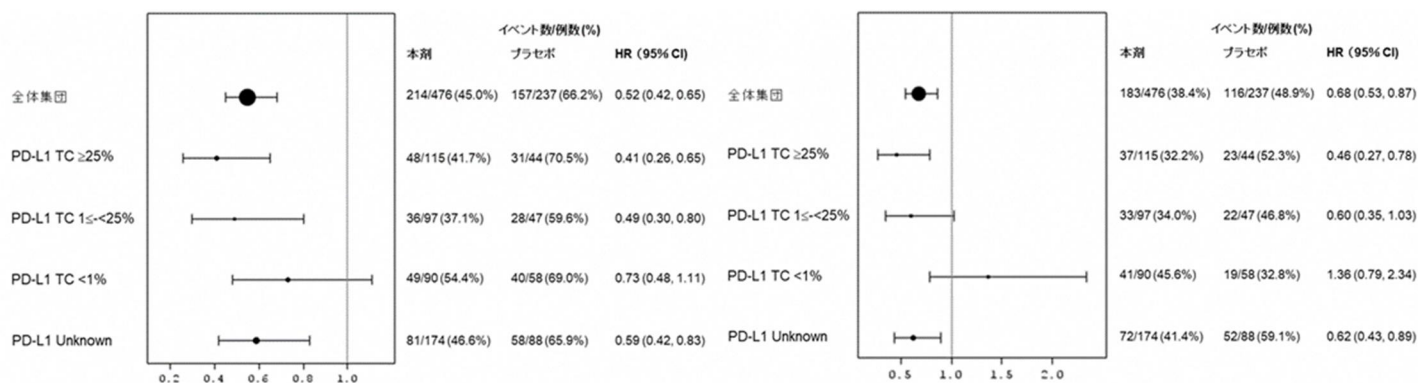 イベント数/例数(%)
本剤 プラセボ HR (95% CI)
全体集団 214/476 (45.0%) 157/237 (66.2%) 0.52 (0.42, 0.65)
PD-L1 TC ≥25% 48/115 (41.7%) 31/44 (70.5%) 0.41 (0.26, 0.65)
PD-L1 TC 1≤-<25% 36/97 (37.1%) 28/47 (59.6%) 0.49 (0.30, 0.80)
PD-L1 TC <1% 49/90 (54.4%) 40/58 (69.0%) 0.73 (0.48, 1.11)
PD-L1 Unknown 81/174 (46.6%) 58/88 (65.9%) 0.59 (0.42, 0.83)
0.2 0.4 0.6 0.8 1.0
イベント数/例数(%)
本剤 プラセボ HR (95% CI)
全体集団 183/476 (38.4%) 116/237 (48.9%) 0.68 (0.53, 0.87)
PD-L1 TC ≥25% 37/115 (32.2%) 23/44 (52.3%) 0.46 (0.27, 0.78)
PD-L1 TC 1≤-<25% 33/97 (34.0%) 22/47 (46.8%) 0.60 (0.35, 1.03)
PD-L1 TC <1% 41/90 (45.6%) 19/58 (32.8%) 1.36 (0.79, 2.34)
PD-L1 Unknown 72/174 (41.4%) 52/88 (59.1%) 0.62 (0.43, 0.89)
0.5 1.0 1.5 2.0